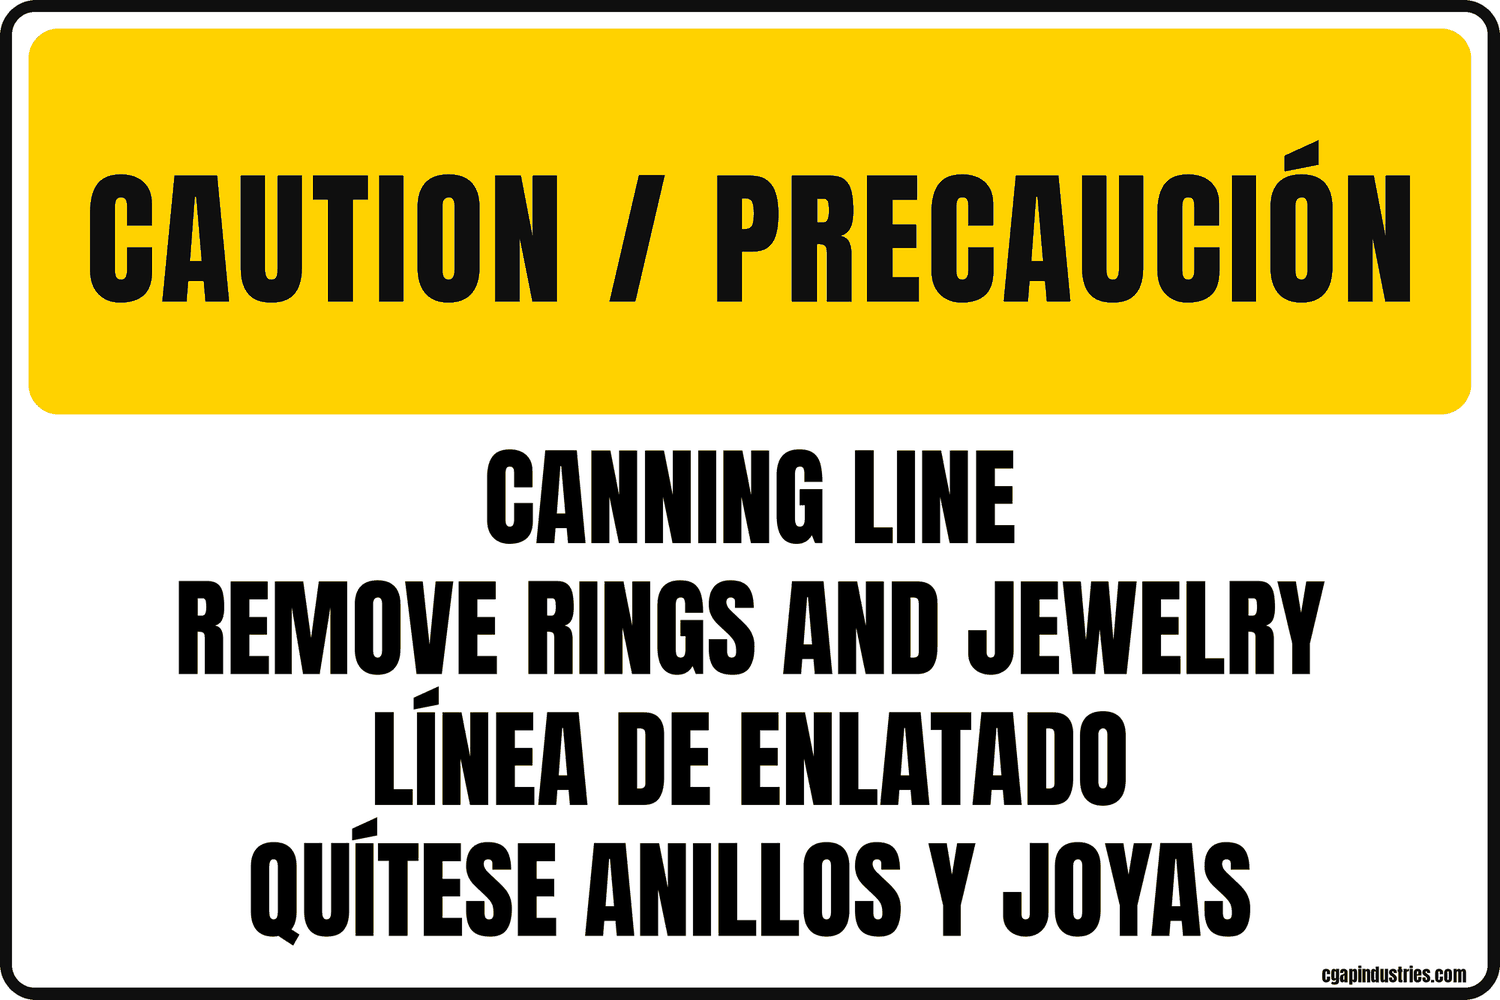 CAUTION / PRECAUCIÓN
CANNING LINE
REMOVE RINGS AND JEWELRY
LÍNEA DE ENLATADO
QUÍTESE ANILLOS Y JOYAS
cgapindustries.com